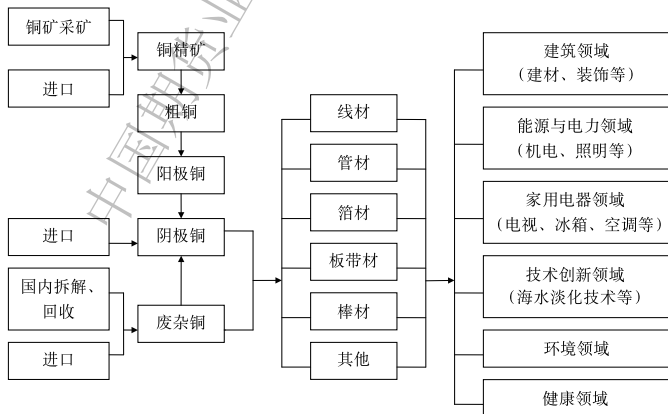 铜矿采矿
进口
铜精矿
粗铜
阳极铜
进口
阴极铜
国内拆解、
回收
进口
废杂铜
线材
管材
箔材
板带材
棒材
其他
建筑领域
（建材、装饰等）
能源与电力领域
（机电、照明等）
家用电器领域
（电视、冰箱、空调等）
技术创新领域
（海水淡化技术等）
环境领域
健康领域
中国期货业